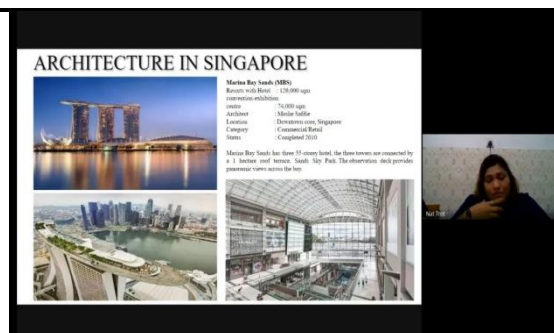 ARCHITECTURE IN SINGAPORE
Marina Bay Sands (MBS)
Resorts with Hotel : 120,000 sqm
convention-exhibition
centre : 74,000 sqm
Architect : Moshe Safdie
Location : Downtown core, Singapore
Category : Commercial/Retail
Status : Completed 2010
Marina Bay Sands has three 55-storey hotel, the three towers are connected by
a 1 hectare roof terrace, Sands Sky Park. The observation deck provides
panoramic views across the bay.